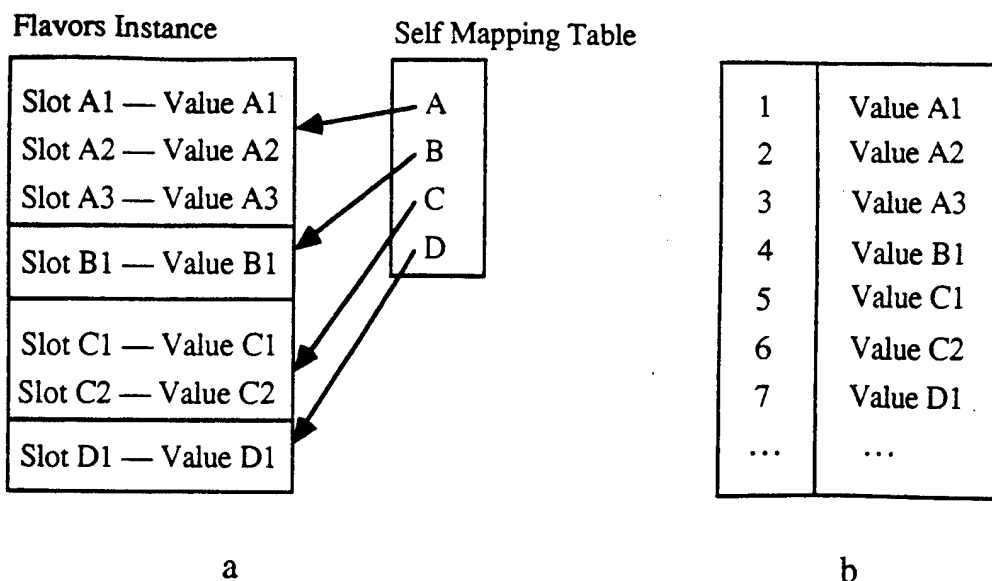 Flavors Instance
Slot A1 — Value A1
Slot A2 — Value A2
Slot A3 — Value A3
Slot B1 — Value B1
Slot C1 — Value C1
Slot C2 — Value C2
Slot D1 — Value D1
Self Mapping Table
A
B
C
D
a
1 Value A1
2 Value A2
3 Value A3
4 Value B1
5 Value C1
6 Value C2
7 Value D1
... ...
b